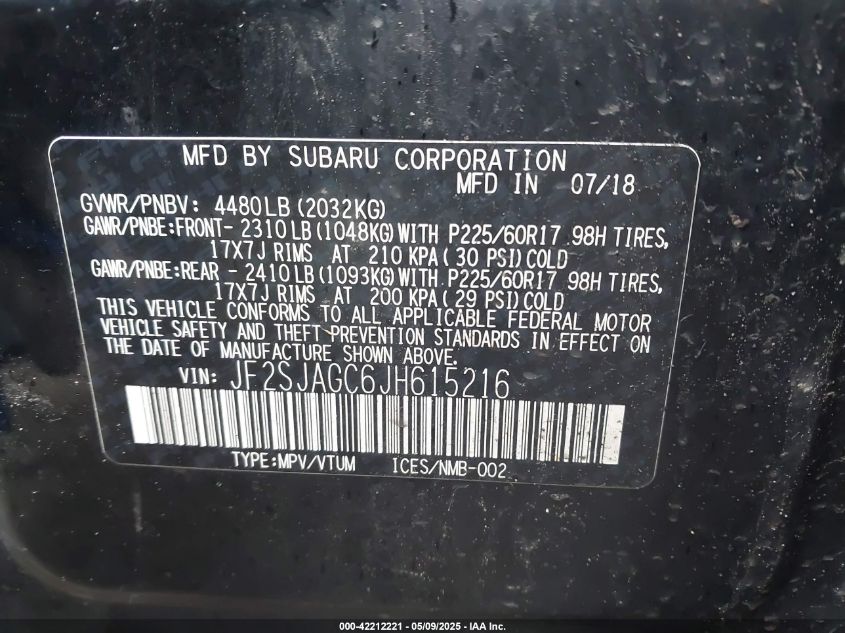 MFD BY SUBARU CORPORATION
MFD IN 07/18
GVWR/PNBV: 4480LB (2032KG)
GAWR/PNBE:FRONT- 2310 LB (1048KG) WITH P225/60R17 98H TIRES,
17X7J RIMS AT 210 KPA ( 30 PSI) COLD
GAWR/PNBE:REAR - 2410 LB (1093KG) WITH P225/60R17 98H TIRES,
17X7J RIMS AT 200 KPA ( 29 PSI) COLD
THIS VEHICLE CONFORMS TO ALL APPLICABLE FEDERAL MOTOR
VEHICLE SAFETY AND THEFT PREVENTION STANDARDS IN EFFECT ON
THE DATE OF MANUFACTURE SHOWN ABOVE.
VIN: JF2SJAGC6JH615216
TYPE:MPV/VTUM ICES/NMB-002
000-42212221 - 05/09/2025 - IAA Inc.